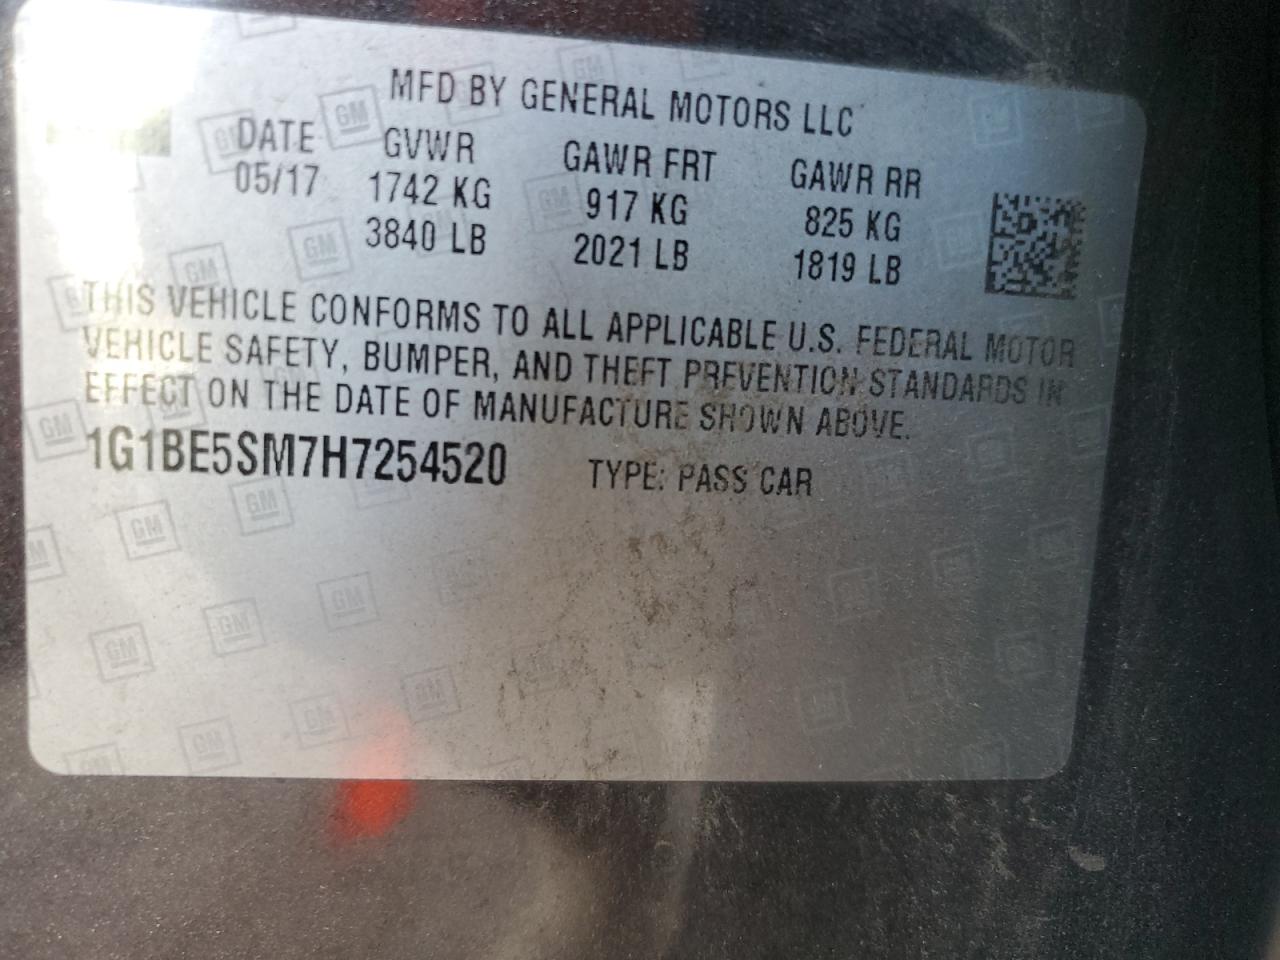 MFD BY GENERAL MOTORS LLC
DATE GVWR GAWR FRT GAWR RR
05/17 1742 KG 917 KG 825 KG
3840 LB 2021 LB 1819 LB
THIS VEHICLE CONFORMS TO ALL APPLICABLE U.S. FEDERAL MOTOR
VEHICLE SAFETY, BUMPER, AND THEFT PREVENTION STANDARDS IN
EFFECT ON THE DATE OF MANUFACTURE SHOWN ABOVE.
1G1BE5SM7H7254520 TYPE: PASS CAR